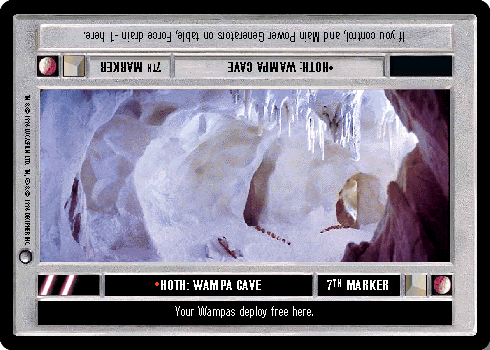 If you control, and Main Power Generators on table, Force drain -1 here.
•HOTH: WAMPA CAVE
7TH MARKER
•HOTH: WAMPA CAVE
7TH MARKER
Your Wampas deploy free here.